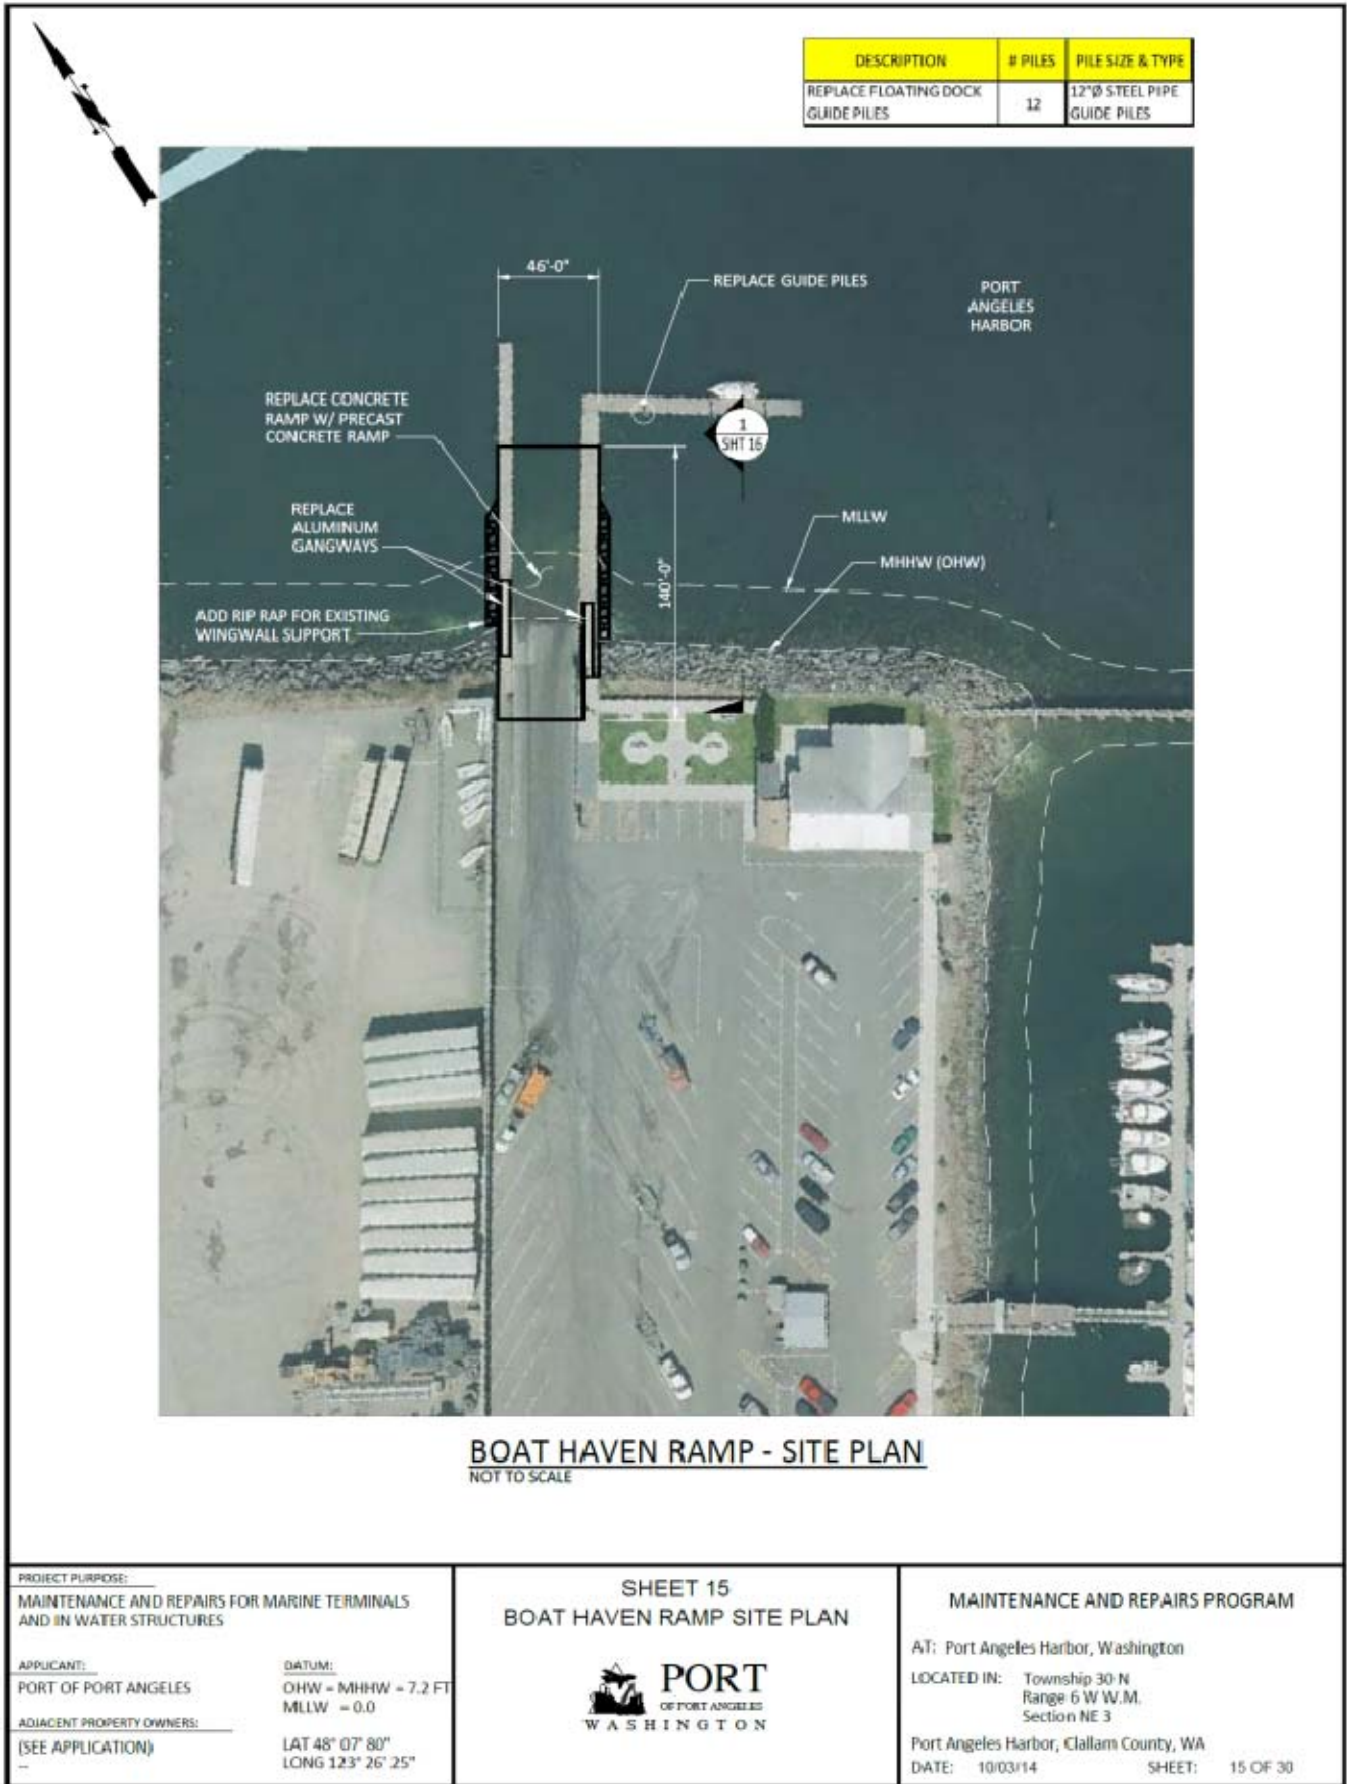 DESCRIPTION # PILES PILE SIZE & TYPE
REPLACE FLOATING DOCK
GUIDE PILES
12
12"Ø STEEL PIPE
GUIDE PILES
46'-0"
REPLACE GUIDE PILES
PORT
ANGELES
HARBOR
REPLACE CONCRETE
RAMP W/ PRECAST
CONCRETE RAMP
1
SHT 16
REPLACE
ALUMINUM
GANGWAYS
MLLW
MHHW (OHW)
140'-0"
ADD RIP RAP FOR EXISTING
WINGWALL SUPPORT
BOAT HAVEN RAMP - SITE PLAN
NOT TO SCALE
PROJECT PURPOSE:
MAINTENANCE AND REPAIRS FOR MARINE TERMINALS
AND IN WATER STRUCTURES
APPLICANT:
PORT OF PORT ANGELES
ADJACENT PROPERTY OWNERS:
(SEE APPLICATION)
--
DATUM:
OHW = MHHW = 7.2 FT
MLLW = 0.0
LAT 48° 07' 80"
LONG 123° 26' 25"
SHEET 15
BOAT HAVEN RAMP SITE PLAN
PORT
OF PORT ANGELES
WASHINGTON
MAINTENANCE AND REPAIRS PROGRAM
AT: Port Angeles Harbor, Washington
LOCATED IN: Township 30 N
Range 6 W W.M.
Section NE 3
Port Angeles Harbor, Clallam County, WA
DATE: 10/03/14 SHEET: 15 OF 30